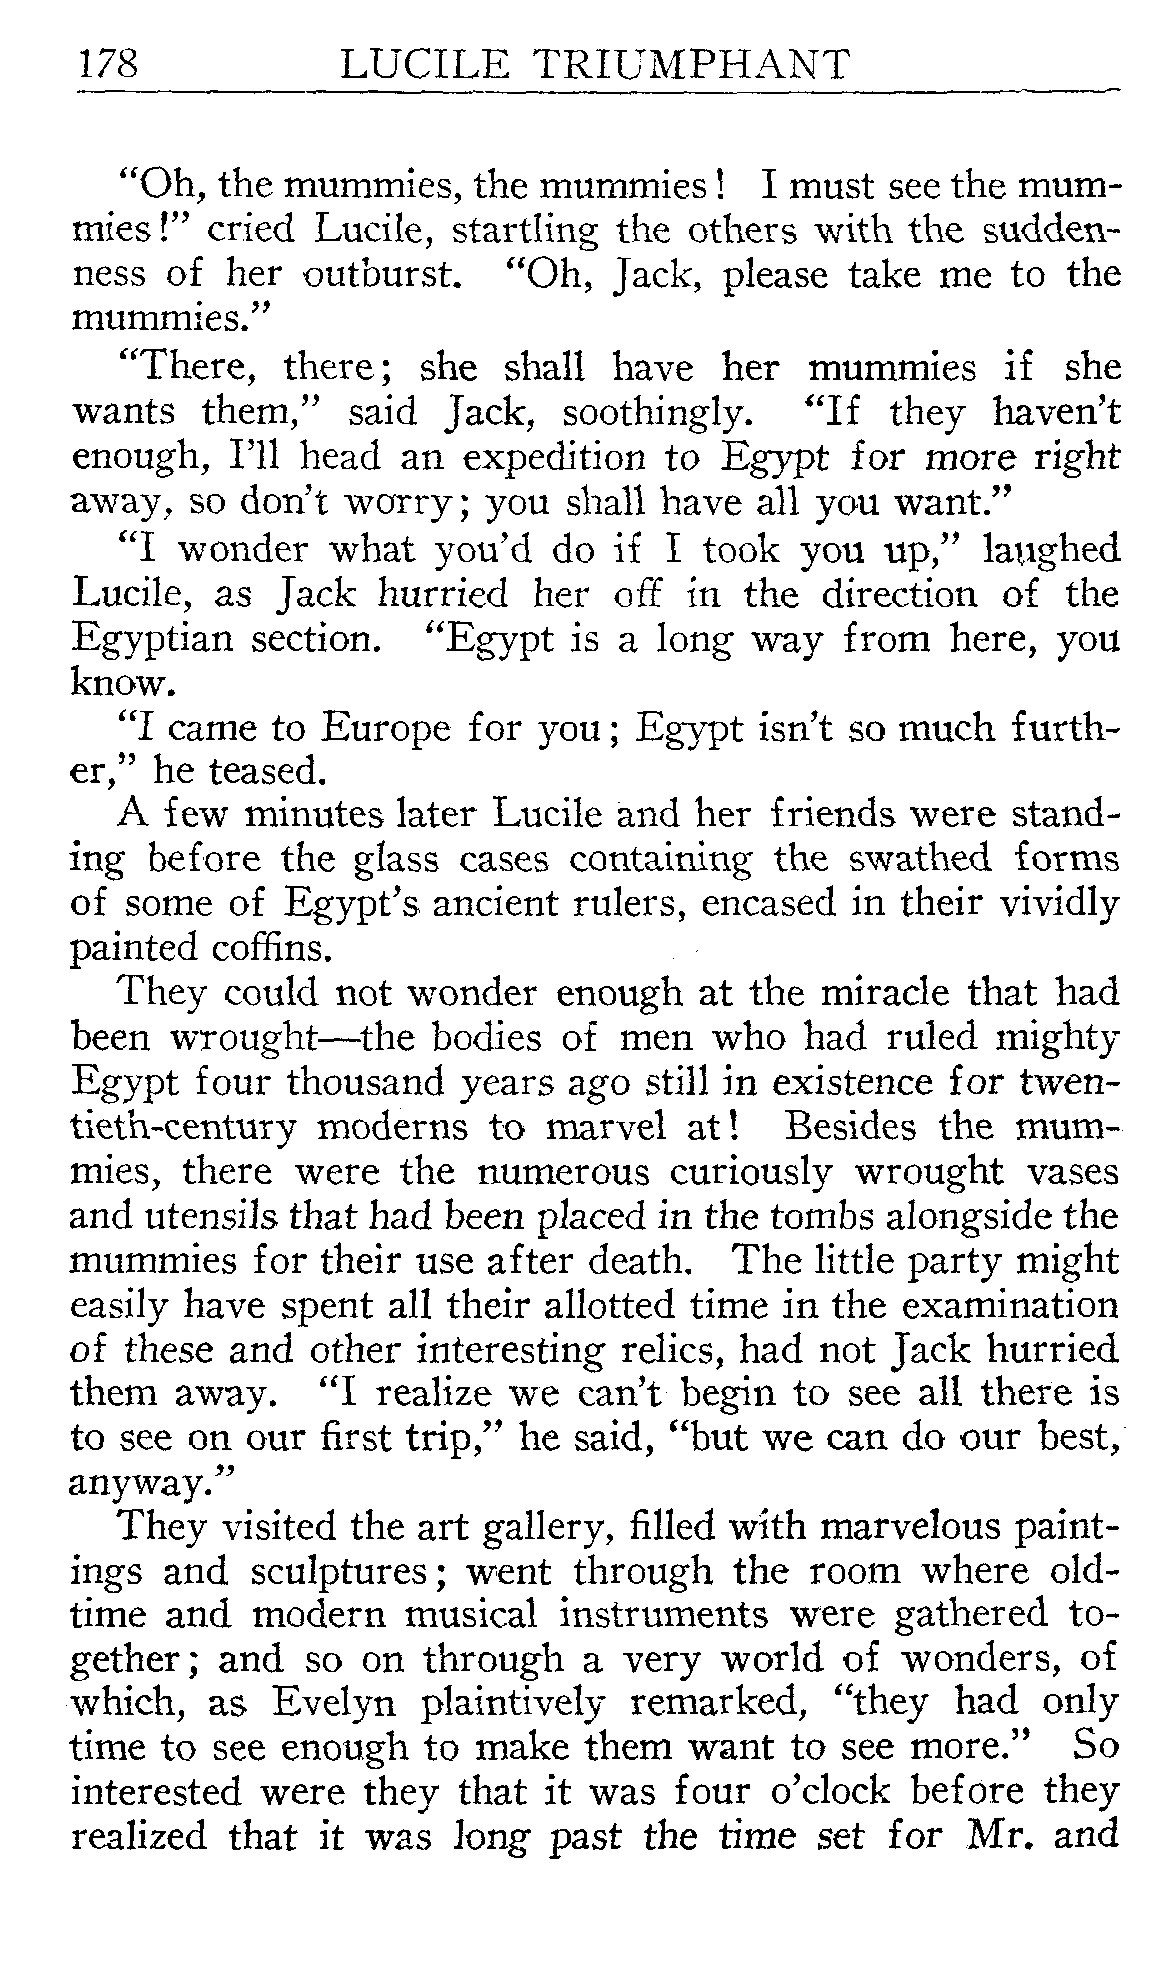 178 LUCILE TRIUMPHANT
“Oh, the mummies, the mummies! I must see the mum-
mies!” cried Lucile, startling the others with the sudden-
ness of her outburst. “Oh, Jack, please take me to the
mummies.”
“There, there; she shall have her mummies if she
wants them,” said Jack, soothingly. “If they haven’t
enough, I’ll head an expedition to Egypt for more right
away, so don’t worry; you shall have all you want.”
“I wonder what you’d do if I took you up,” laughed
Lucile, as Jack hurried her off in the direction of the
Egyptian section. “Egypt is a long way from here, you
know.
“I came to Europe for you; Egypt isn’t so much furth-
er,” he teased.
A few minutes later Lucile and her friends were stand-
ing before the glass cases containing the swathed forms
of some of Egypt’s ancient rulers, encased in their vividly
painted coffins.
They could not wonder enough at the miracle that had
been wrought—the bodies of men who had ruled mighty
Egypt four thousand years ago still in existence for twen-
tieth-century moderns to marvel at! Besides the mum-
mies, there were the numerous curiously wrought vases
and utensils that had been placed in the tombs alongside the
mummies for their use after death. The little party might
easily have spent all their allotted time in the examination
of these and other interesting relics, had not Jack hurried
them away. “I realize we can’t begin to see all there is
to see on our first trip,” he said, “but we can do our best,
anyway.”
They visited the art gallery, filled with marvelous paint-
ings and sculptures; went through the room where old-
time and modern musical instruments were gathered to-
gether; and so on through a very world of wonders, of
which, as Evelyn plaintively remarked, “they had only
time to see enough to make them want to see more.” So
interested were they that it was four o’clock before they
realized that it was long past the time set for Mr. and